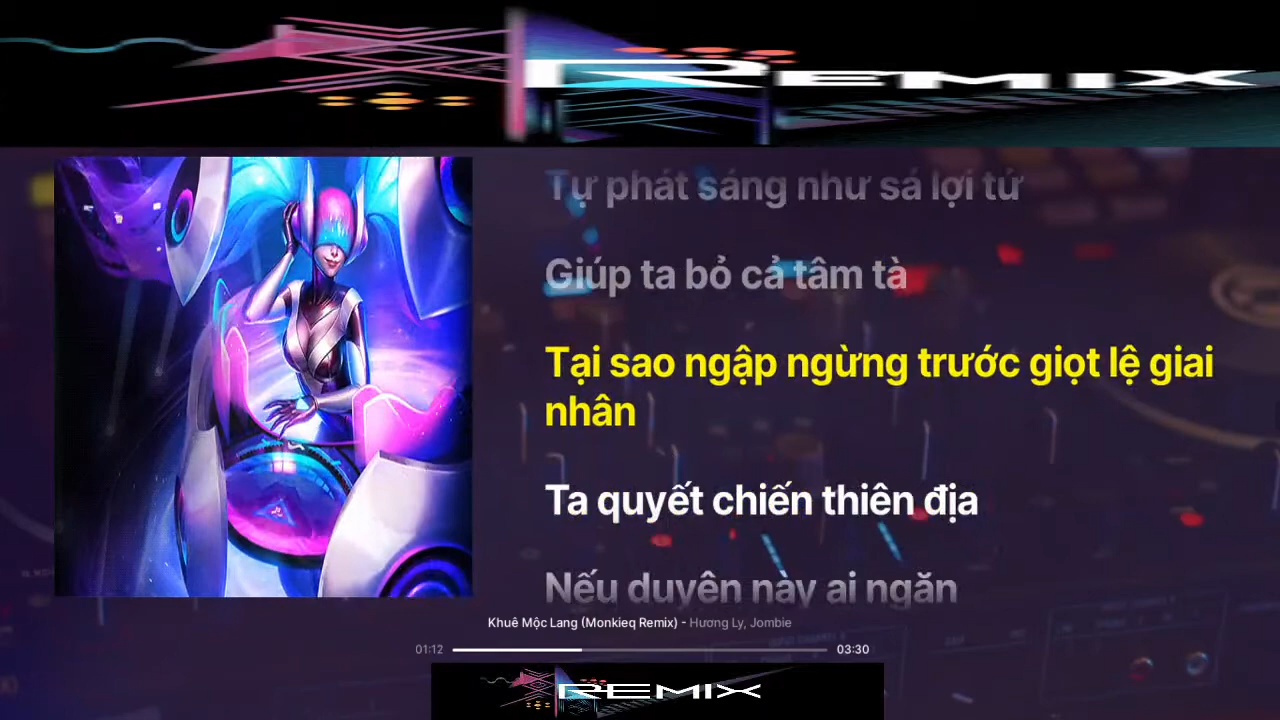 REMIX
Tự phát sáng như sá lợi tử
Giúp ta bỏ cả tâm tà
Tại sao ngập ngừng trước giọt lệ giai
nhân
Ta quyết chiến thiên địa
Nếu duyên này ai ngăn
Khuê Mộc Lang (Monkieq Remix) - Hương Ly, Jombie
01:12 03:30
REMIX